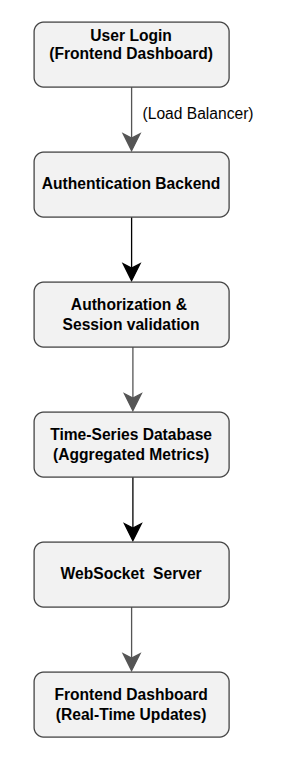 User Login
(Frontend Dashboard)
(Load Balancer)
Authentication Backend
Authorization &
Session validation
Time-Series Database
(Aggregated Metrics)
WebSocket  Server
Frontend Dashboard
(Real-Time Updates)